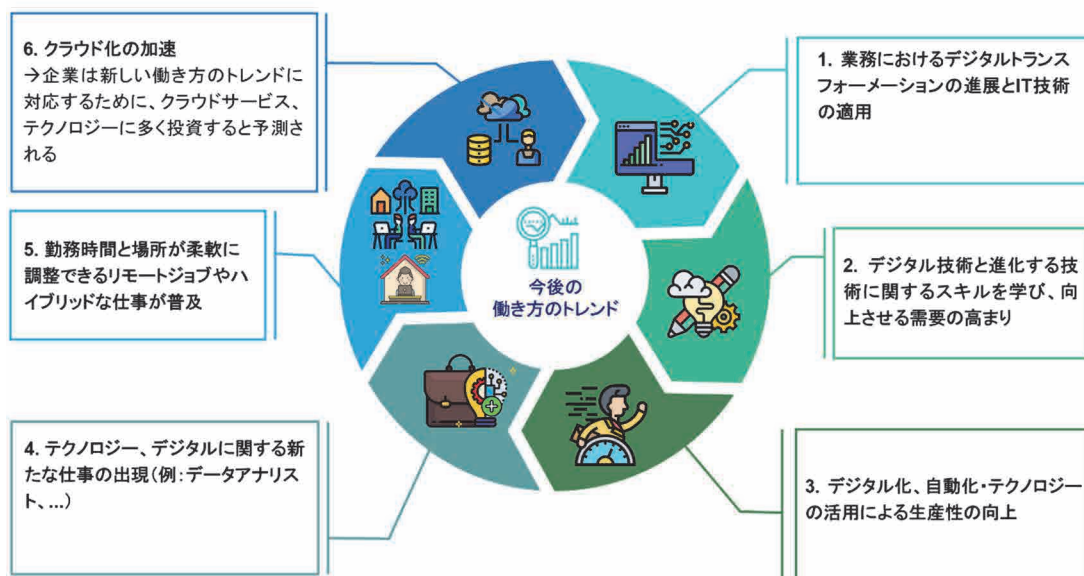 今後の
働き方のトレンド
1. 業務におけるデジタルトランス
フォーメーションの進展とIT技術
の適用
2. デジタル技術と進化する技
術に関するスキルを学び、向
上させる需要の高まり
3. デジタル化、自動化・テクノロジー
の活用による生産性の向上
4. テクノロジー、デジタルに関する新
たな仕事の出現(例:データアナリス
ト、...)
5. 勤務時間と場所が柔軟に
調整できるリモートジョブやハ
イブリッドな仕事が普及
6. クラウド化の加速
→企業は新しい働き方のトレンドに
対応するために、クラウドサービス、
テクノロジーに多く投資すると予測さ
れる